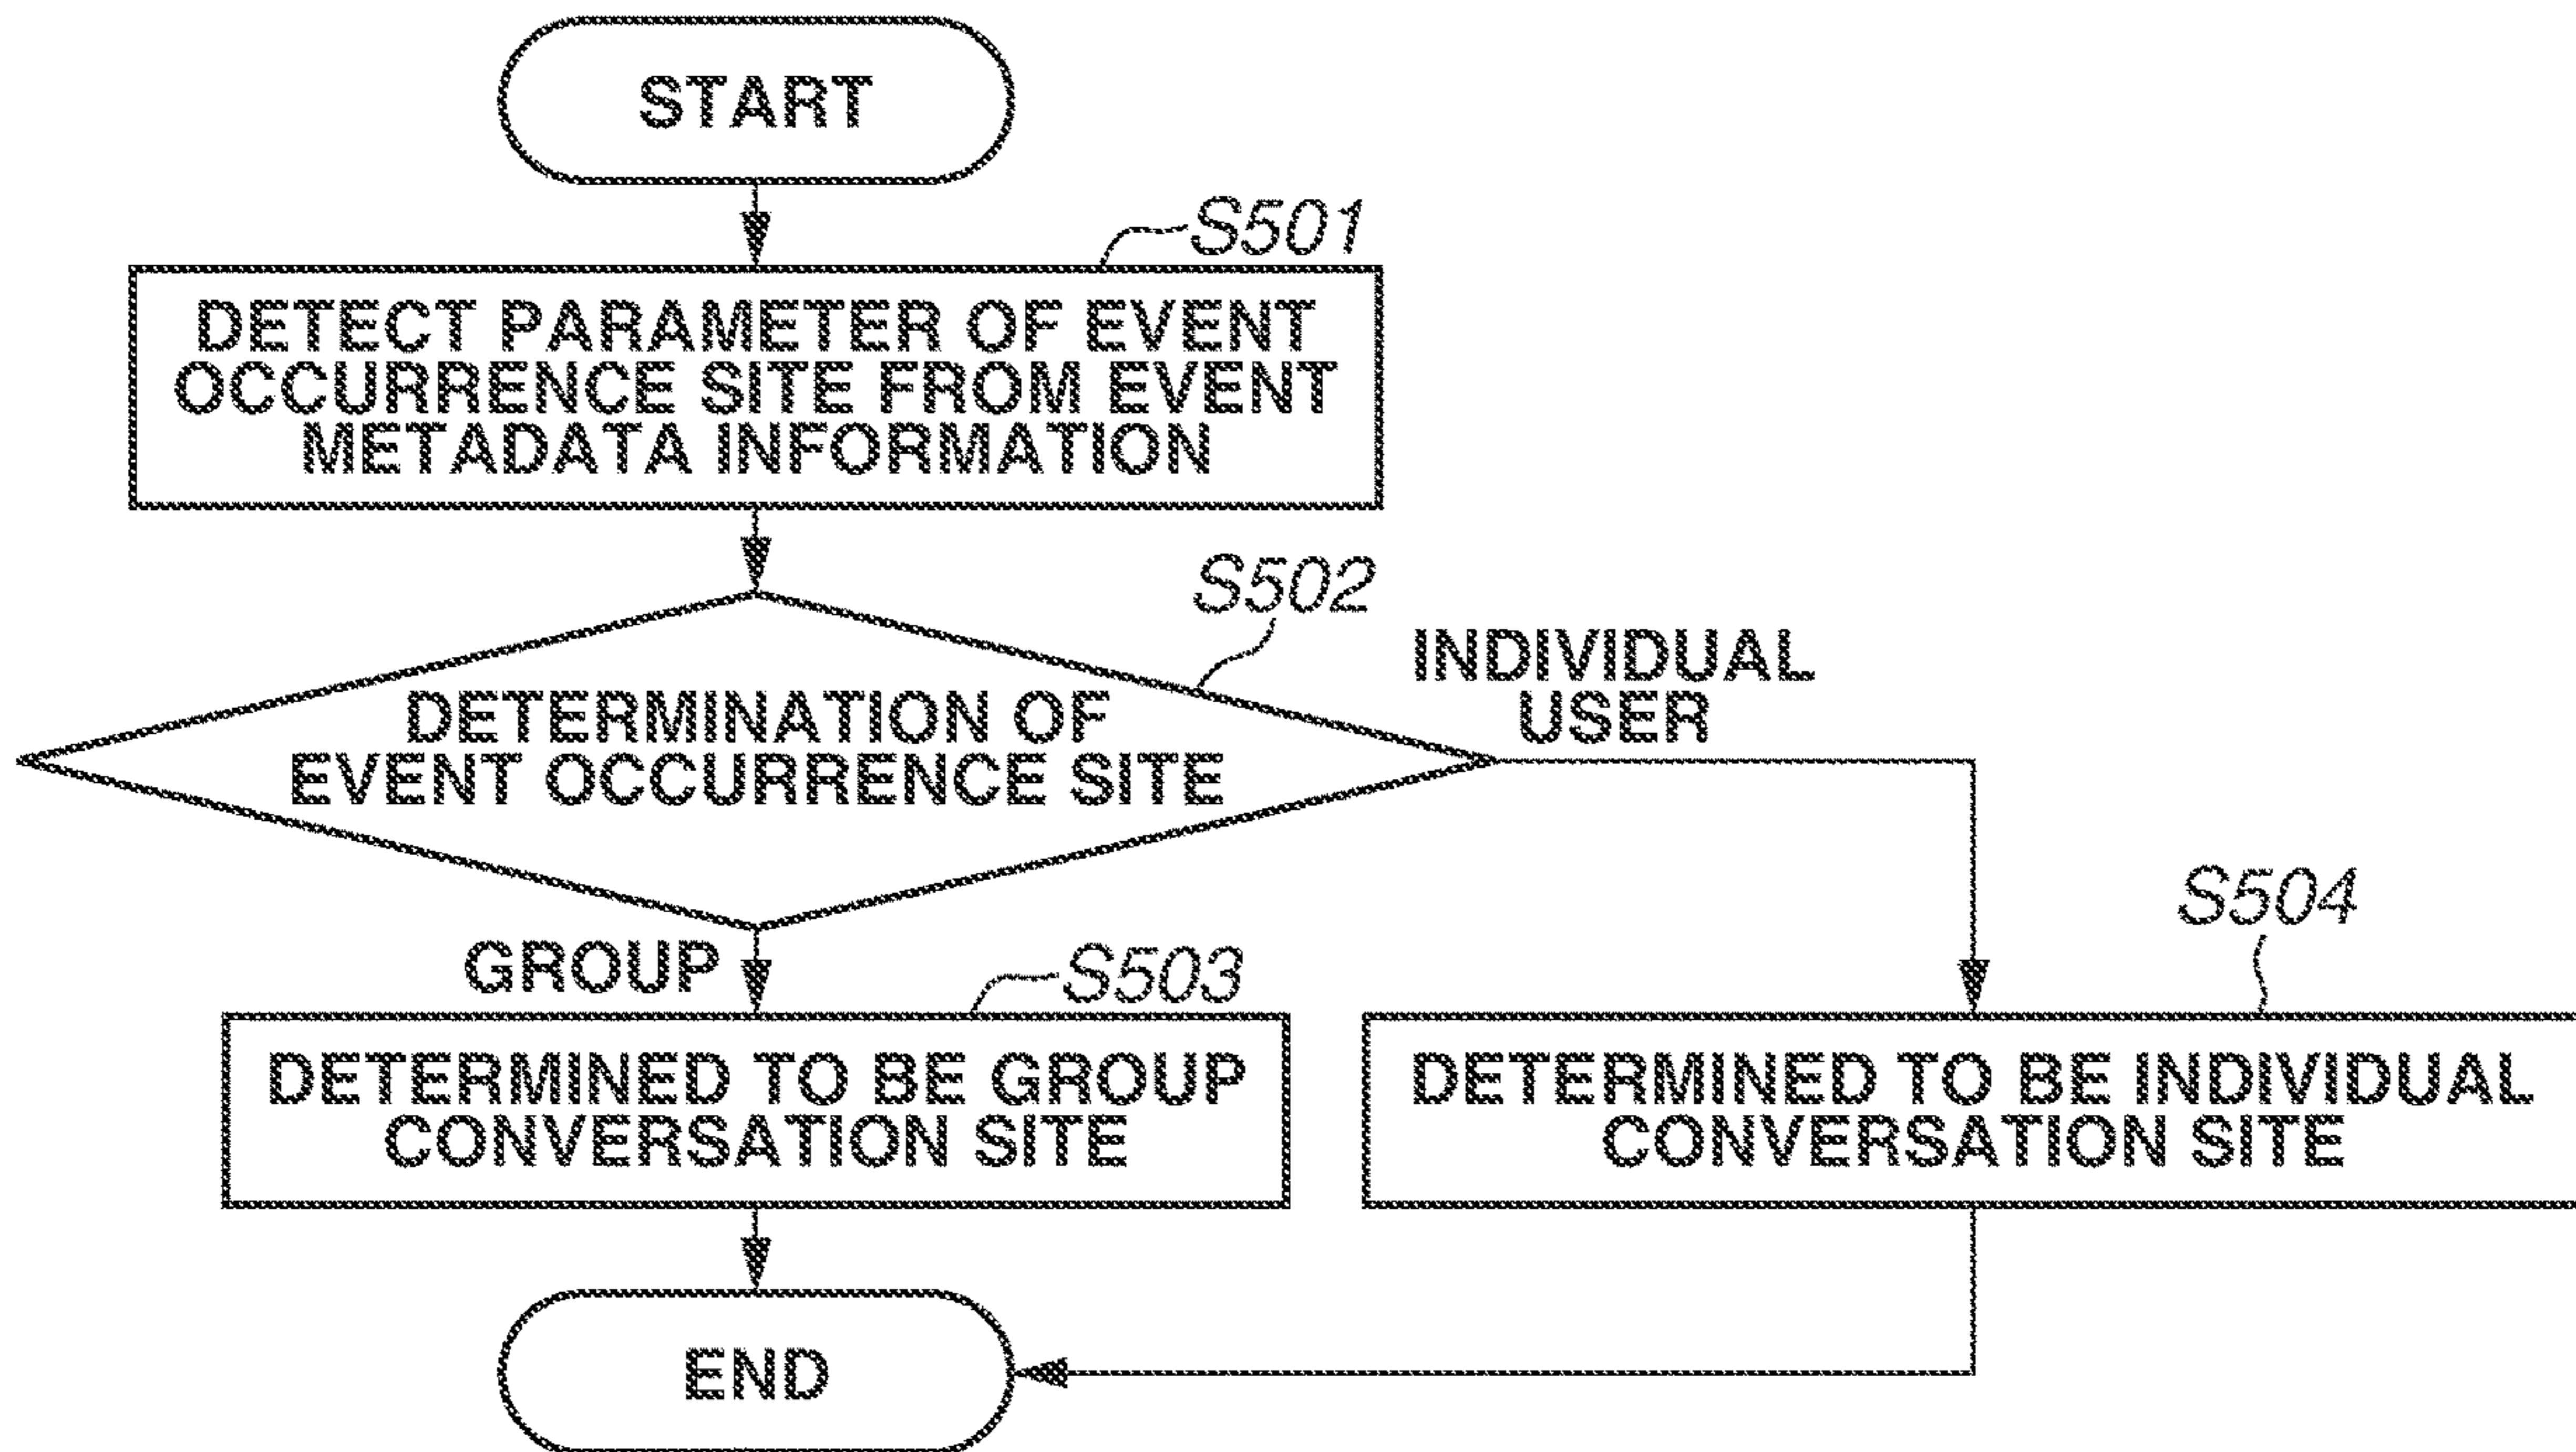 START
S501
DETECT PARAMETER OF EVENT
OCCURRENCE SITE FROM EVENT
METADATA INFORMATION
S502
DETERMINATION OF
EVENT OCCURRENCE SITE
INDIVIDUAL
USER
GROUP
S503
DETERMINED TO BE GROUP
CONVERSATION SITE
S504
DETERMINED TO BE INDIVIDUAL
CONVERSATION SITE
END